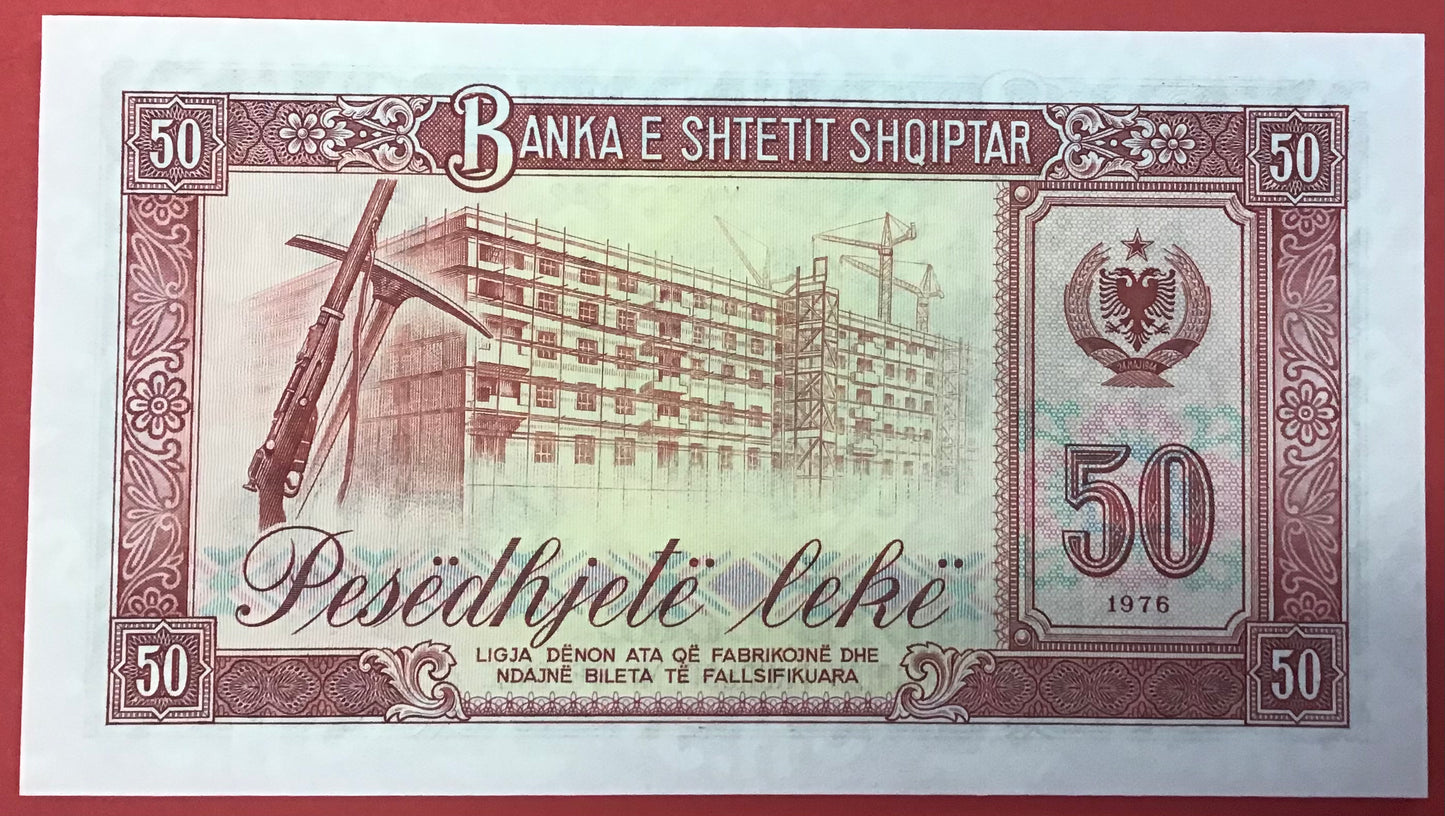 50
BANKA E SHTETIT SHQIPTAR
50
50
1976
Pesëdhjetë lekë
LIGJA DËNON ATA QË FABRIKOJNË DHE
NDAJNË BILETA TË FALLSIFIKUARA
50
50